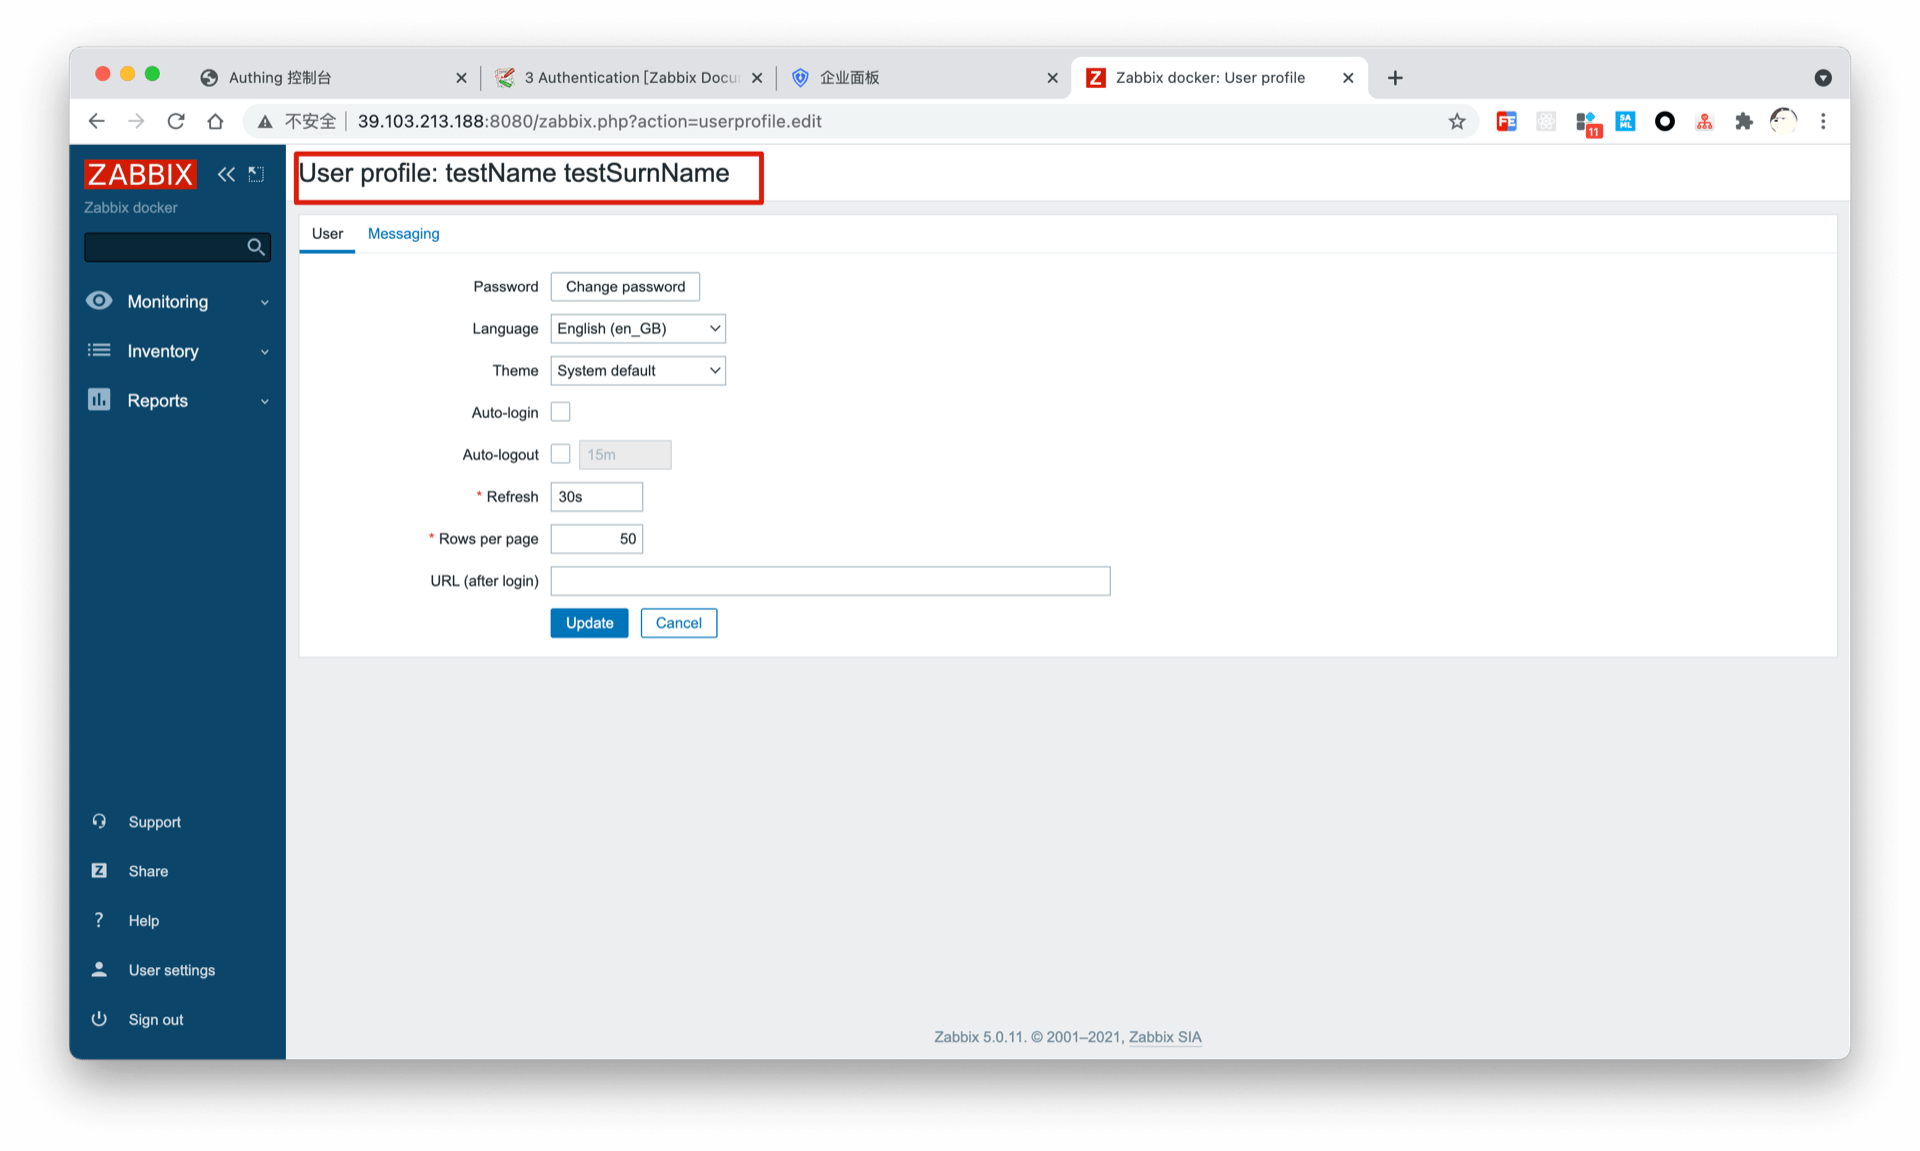 Authing 控制台
3 Authentication [Zabbix Docu
企业面板
Z Zabbix docker: User profile
不安全 39.103.213.188:8080/zabbix.php?action=userprofile.edit
FE
11
SA ML
ZABBIX
Zabbix docker
User profile: testName testSurnName
User Messaging
Monitoring
Inventory
Reports
Password Change password
Language English (en_GB)
Theme System default
Auto-login
Auto-logout 15m
* Refresh 30s
* Rows per page 50
URL (after login)
Update Cancel
Support
Z Share
? Help
User settings
Sign out
Zabbix 5.0.11. © 2001–2021, Zabbix SIA